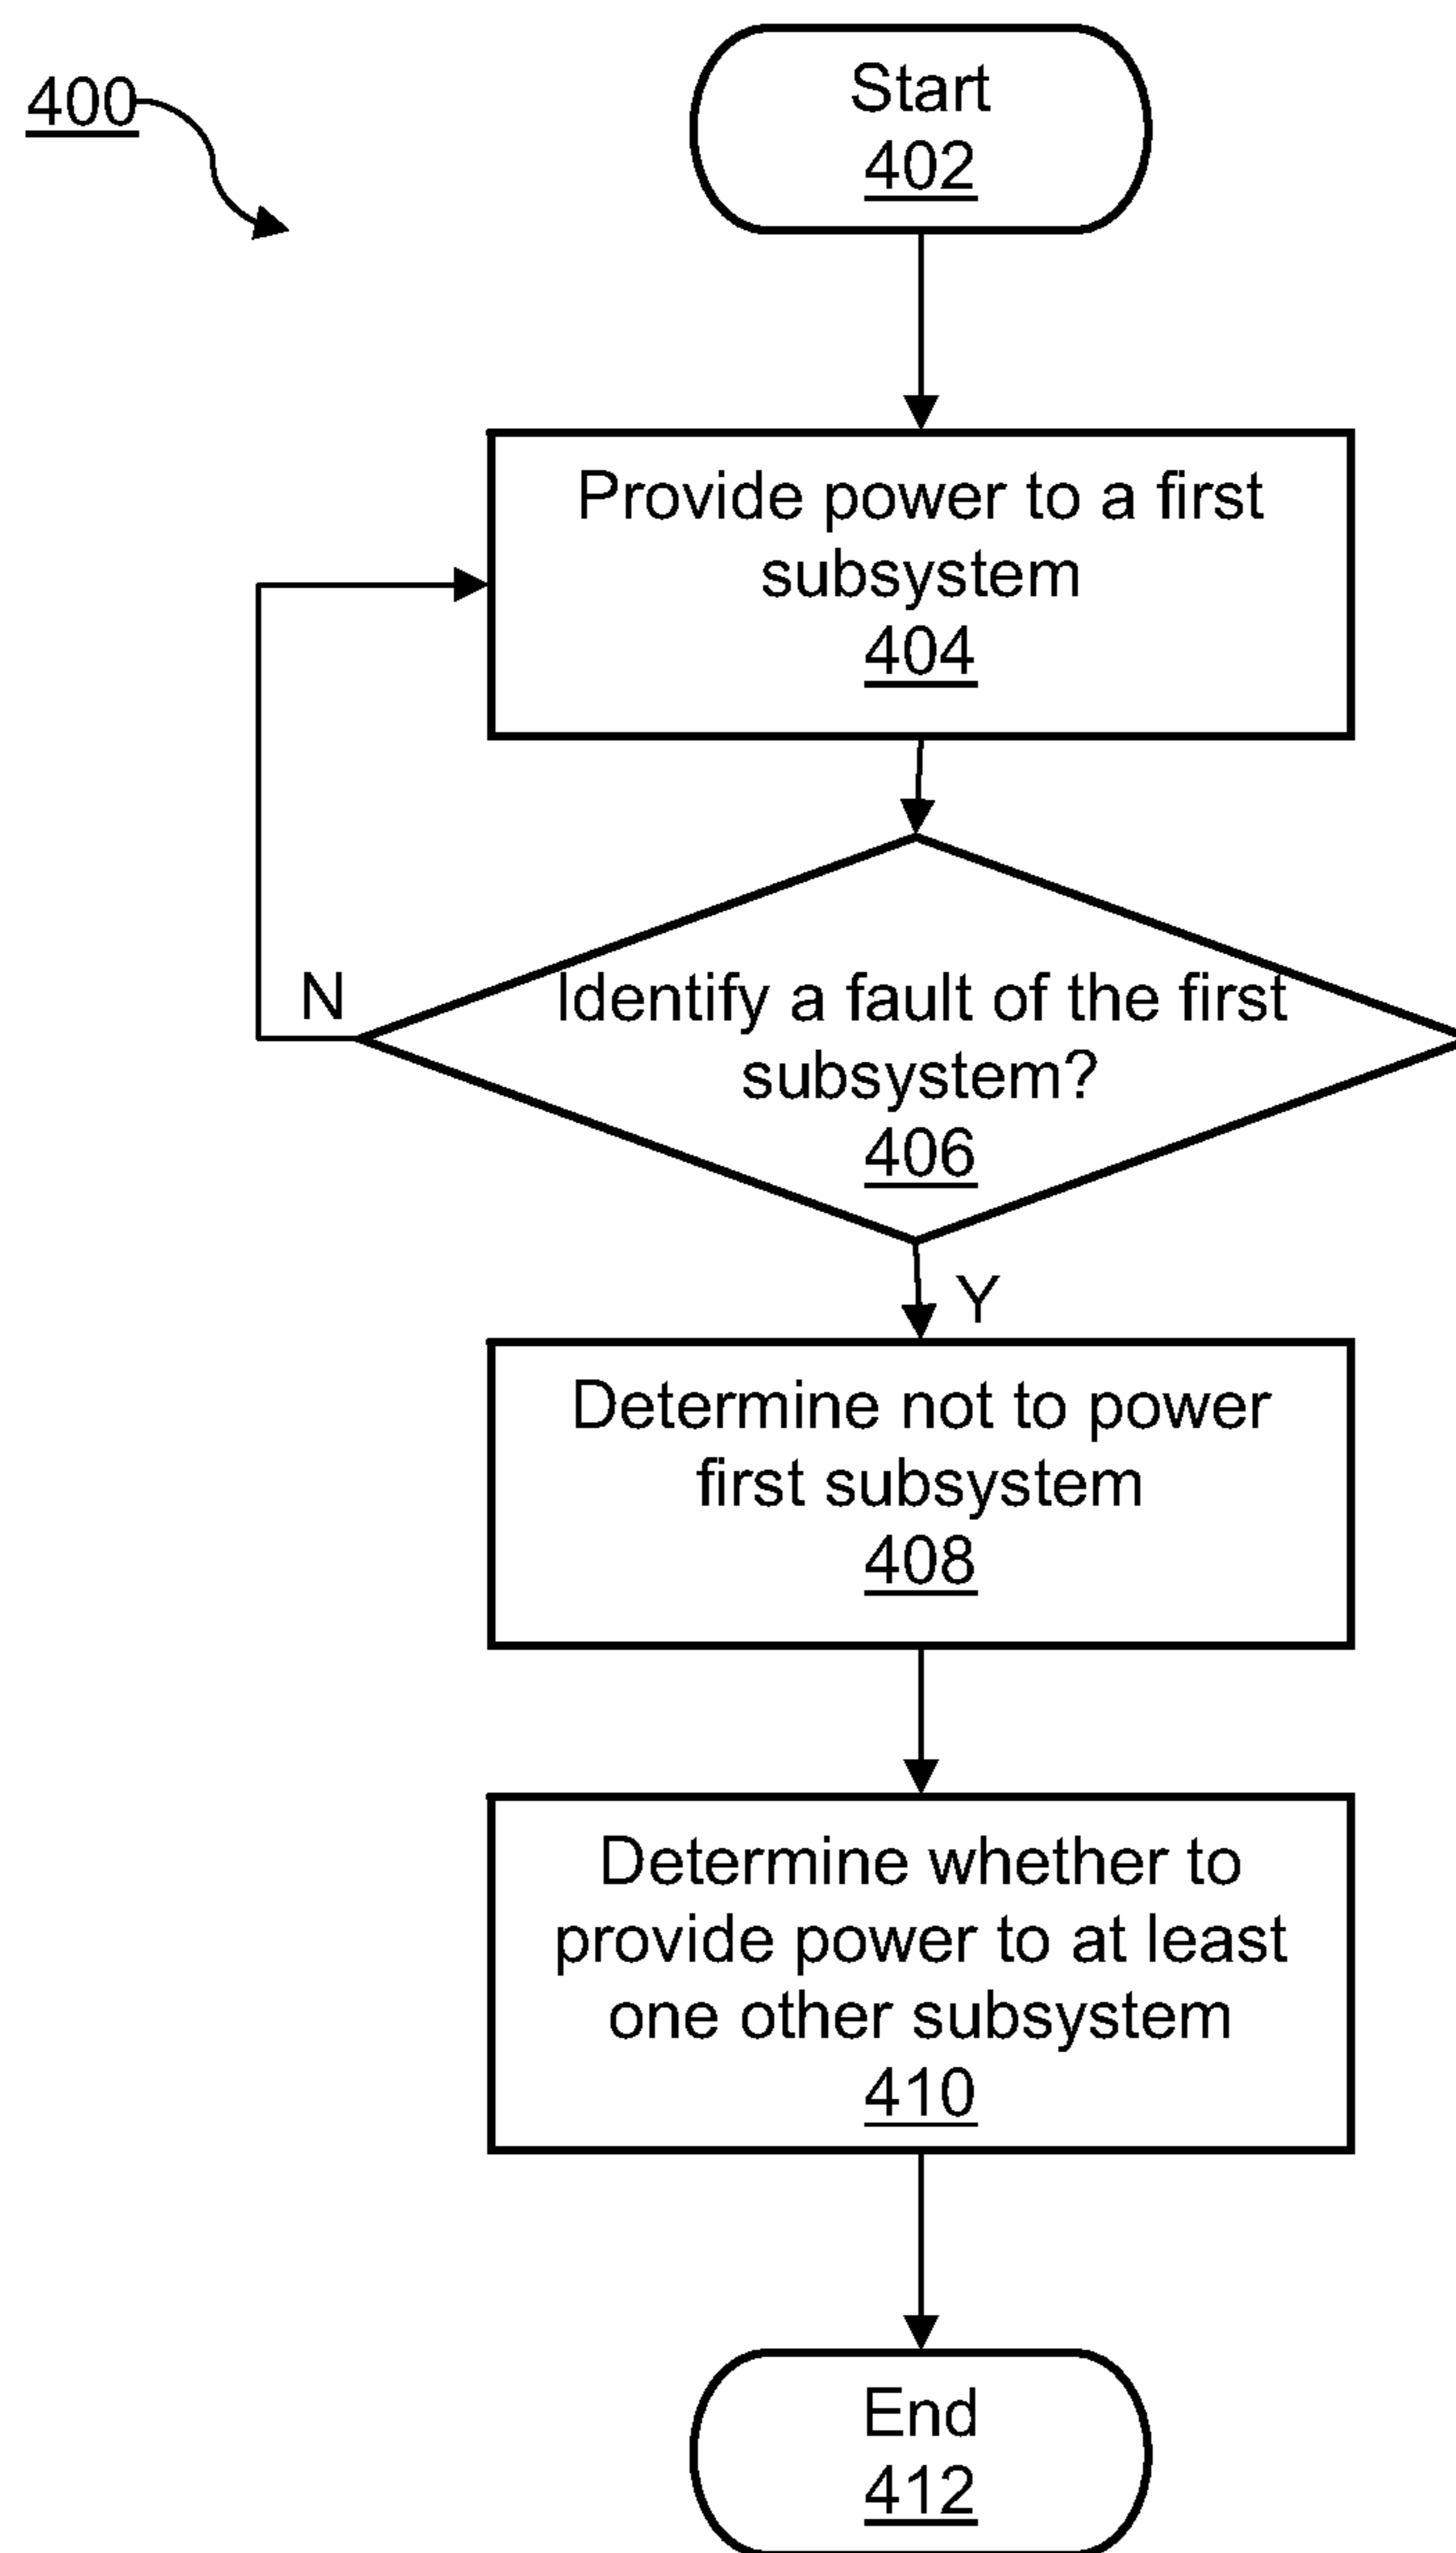 400
Start
402
Provide power to a first
subsystem
404
N
Identify a fault of the first
subsystem?
406
Y
Determine not to power
first subsystem
408
Determine whether to
provide power to at least
one other subsystem
410
End
412